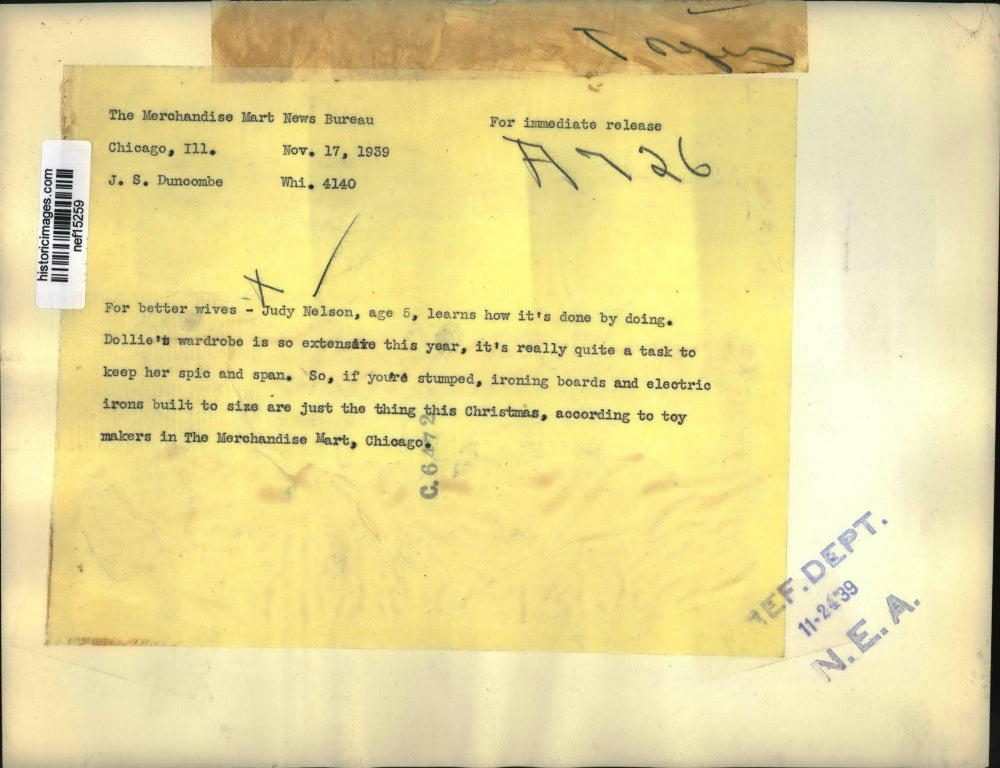 Toys
The Merchandise Mart News Bureau
For immediate release
Chicago, Ill. Nov. 17, 1939
A 726
J. S. Duncombe Whi. 4140
historicimages.com
nef15259
For better wives - Judy Nelson, age 5, learns how it's done by doing.
Dollie's wardrobe is so extensive this year, it's really quite a task to
keep her spic and span. So, if youre stumped, ironing boards and electric
irons built to size are just the thing this Christmas, according to toy
makers in The Merchandise Mart, Chicago.
C.6472
REF. DEPT.
11-24-39
N.E.A.